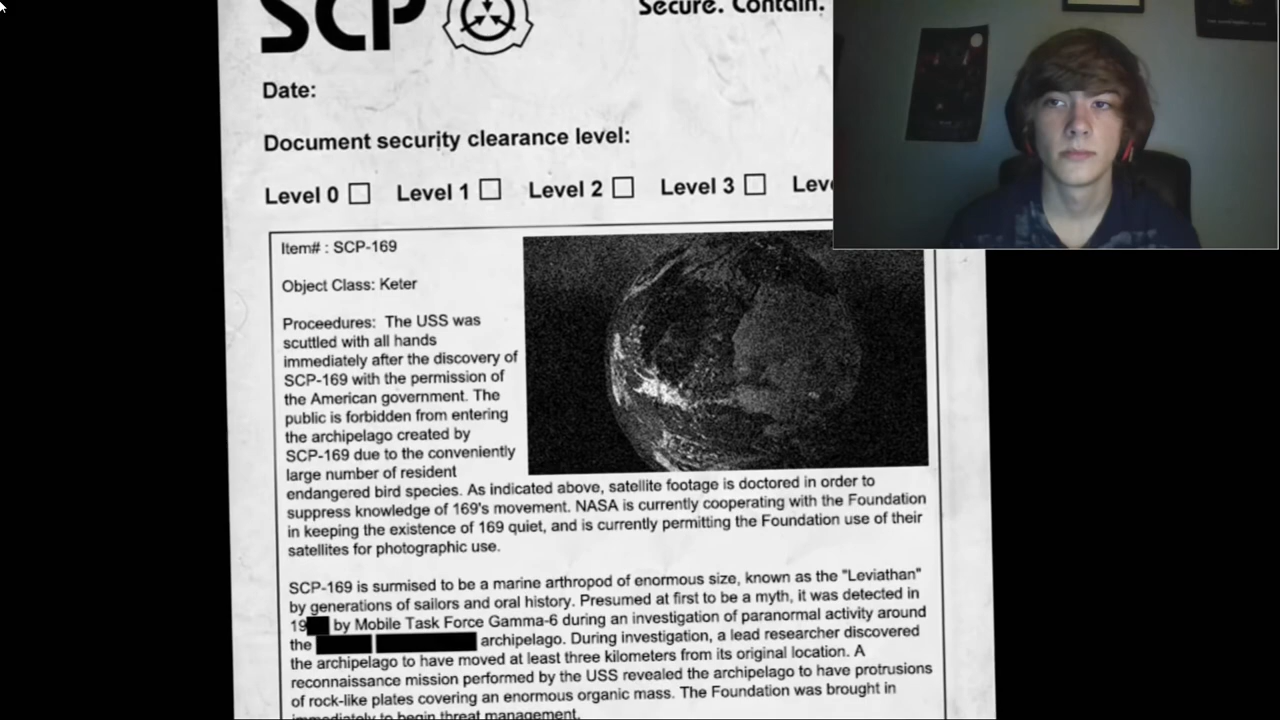 SCP
Secure. Contain.
Date:
Document security clearance level:
Level 0 Level 1 Level 2 Level 3
Item# : SCP-169
Object Class: Keter
Proceedures: The USS was
scuttled with all hands
immediately after the discovery of
SCP-169 with the permission of
the American government. The
public is forbidden from entering
the archipelago created by
SCP-169 due to the conveniently
large number of resident
endangered bird species. As indicated above, satellite footage is doctored in order to
suppress knowledge of 169's movement. NASA is currently cooperating with the Foundation
in keeping the existence of 169 quiet, and is currently permitting the Foundation use of their
satellites for photographic use.
SCP-169 is surmised to be a marine arthropod of enormous size, known as the "Leviathan"
by generations of sailors and oral history. Presumed at first to be a myth, it was detected in
19 by Mobile Task Force Gamma-6 during an investigation of paranormal activity around
the archipelago. During investigation, a lead researcher discovered
the archipelago to have moved at least three kilometers from its original location. A
reconnaissance mission performed by the USS revealed the archipelago to have protrusions
of rock-like plates covering an enormous organic mass. The Foundation was brought in
immediately to begin threat management.